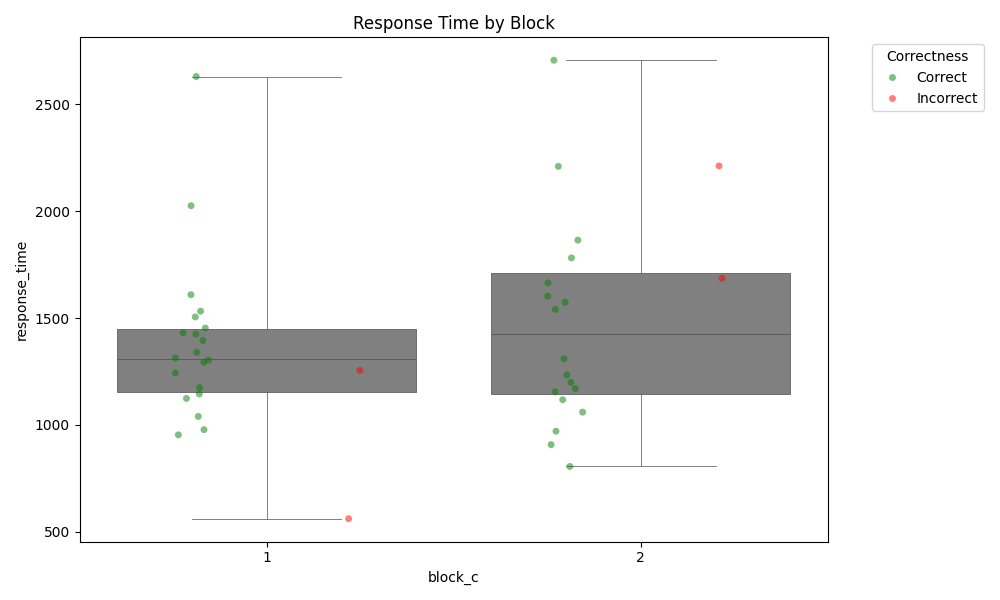 Response Time by Block
Correctness
Correct
Incorrect
response_time
2500
2000
1500
1000
500
1
2
block_c